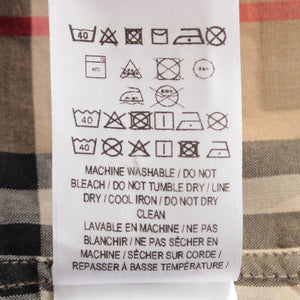 40
40
40
40
MACHINE WASHABLE / DO NOT
BLEACH / DO NOT TUMBLE DRY / LINE
DRY / COOL IRON / DO NOT DRY
CLEAN
LAVABLE EN MACHINE / NE PAS
BLANCHIR / NE PAS SÉCHER EN
MACHINE / SÉCHER SUR CORDE /
REPASSER À BASSE TEMPÉRATURE /